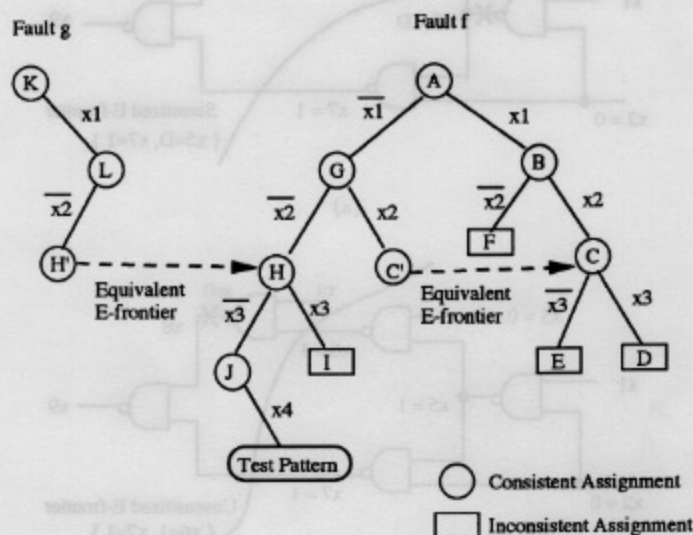 Fault g
Fault f
K
A
x1
x1
x1
L
G
B
x2
x2
x2
x2
x2
F
H'
H
C'
C
Equivalent
E-frontier
Equivalent
E-frontier
x3
x3
x3
x3
J
I
E
D
x4
Test Pattern
Consistent Assignment
Inconsistent Assignment